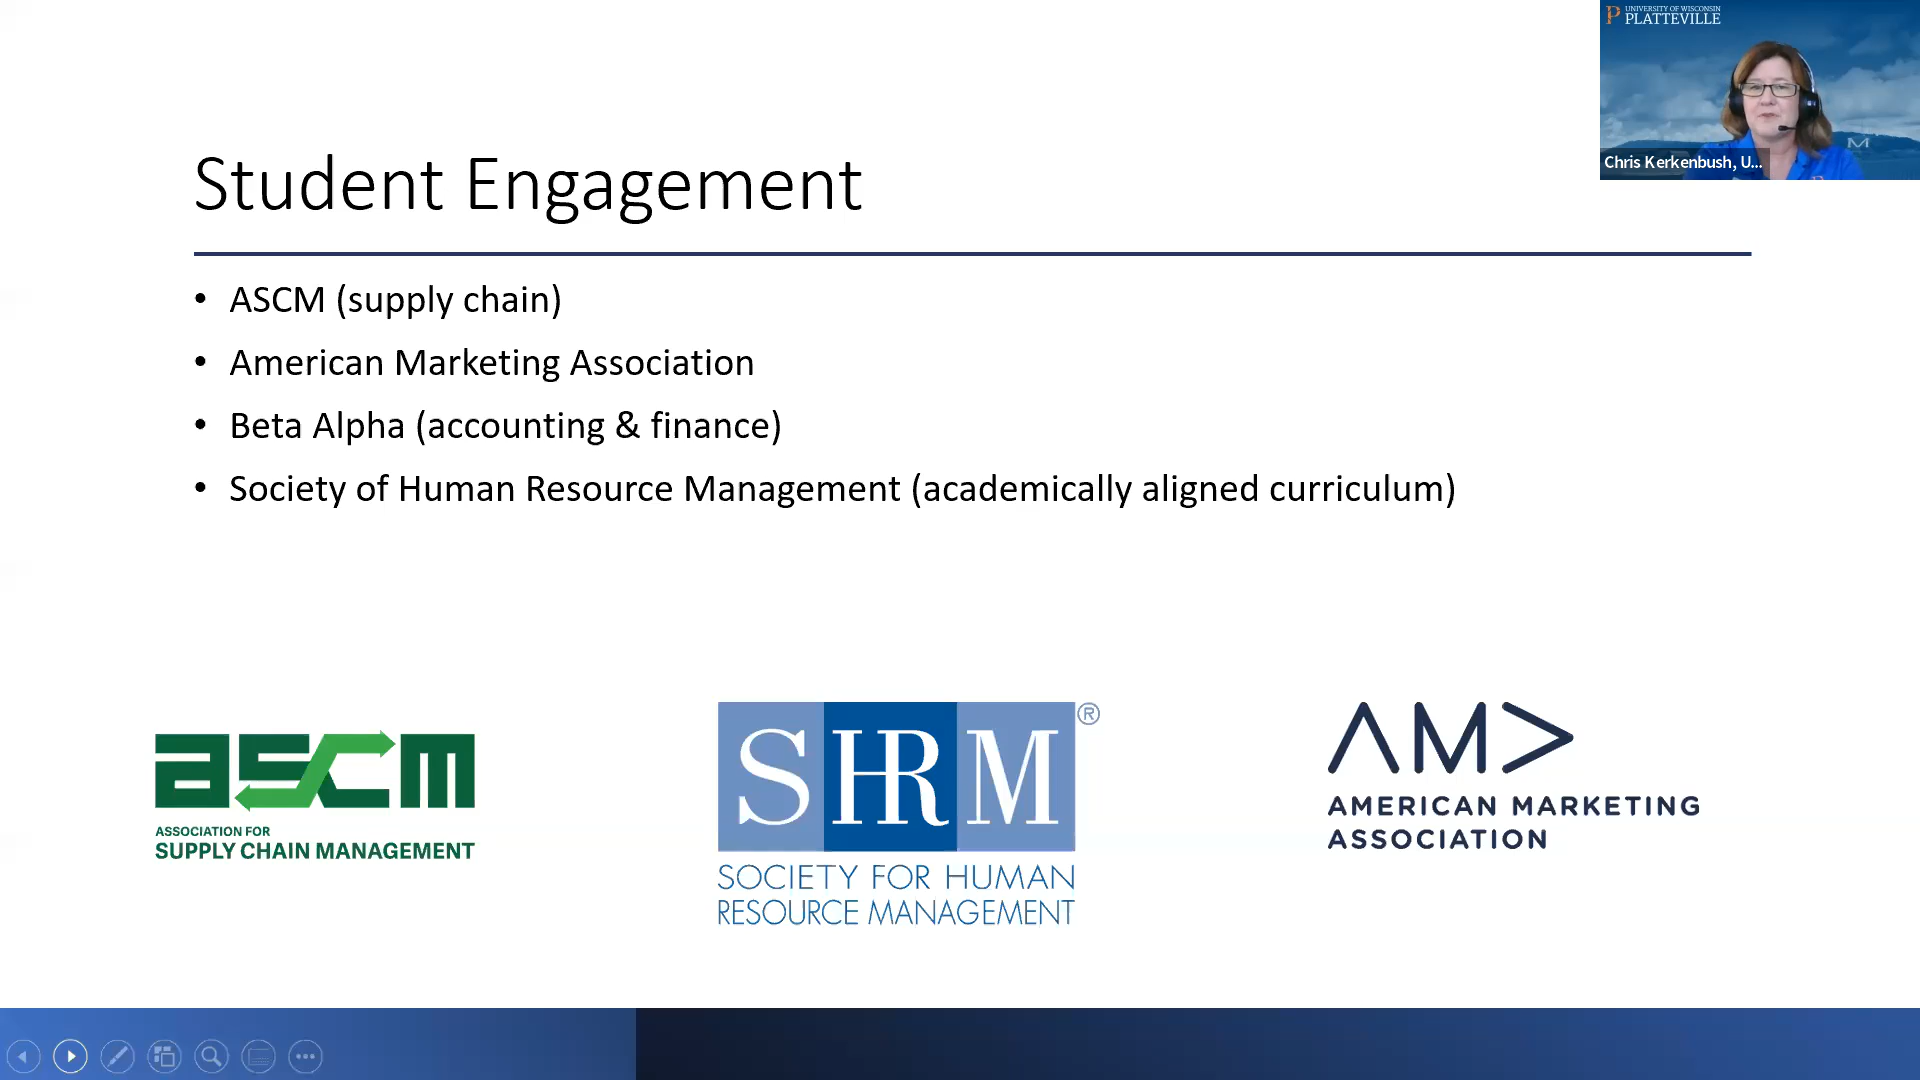 UNIVERSITY OF WISCONSIN
PLATTEVILLE
Chris Kerkenbush, U...
Student Engagement
• ASCM (supply chain)
• American Marketing Association
• Beta Alpha (accounting & finance)
• Society of Human Resource Management (academically aligned curriculum)
ascm
ASSOCIATION FOR
SUPPLY CHAIN MANAGEMENT
SHRM®
SOCIETY FOR HUMAN
RESOURCE MANAGEMENT
AMA
AMERICAN MARKETING
ASSOCIATION